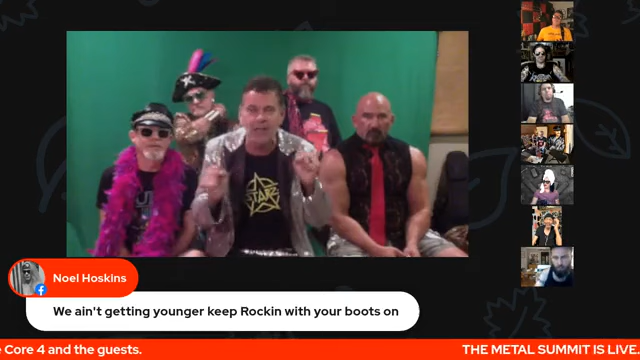 STARZ
Noel Hoskins
We ain't getting younger keep Rockin with your boots on
e Core 4 and the guests.
THE METAL SUMMIT IS LIVE.